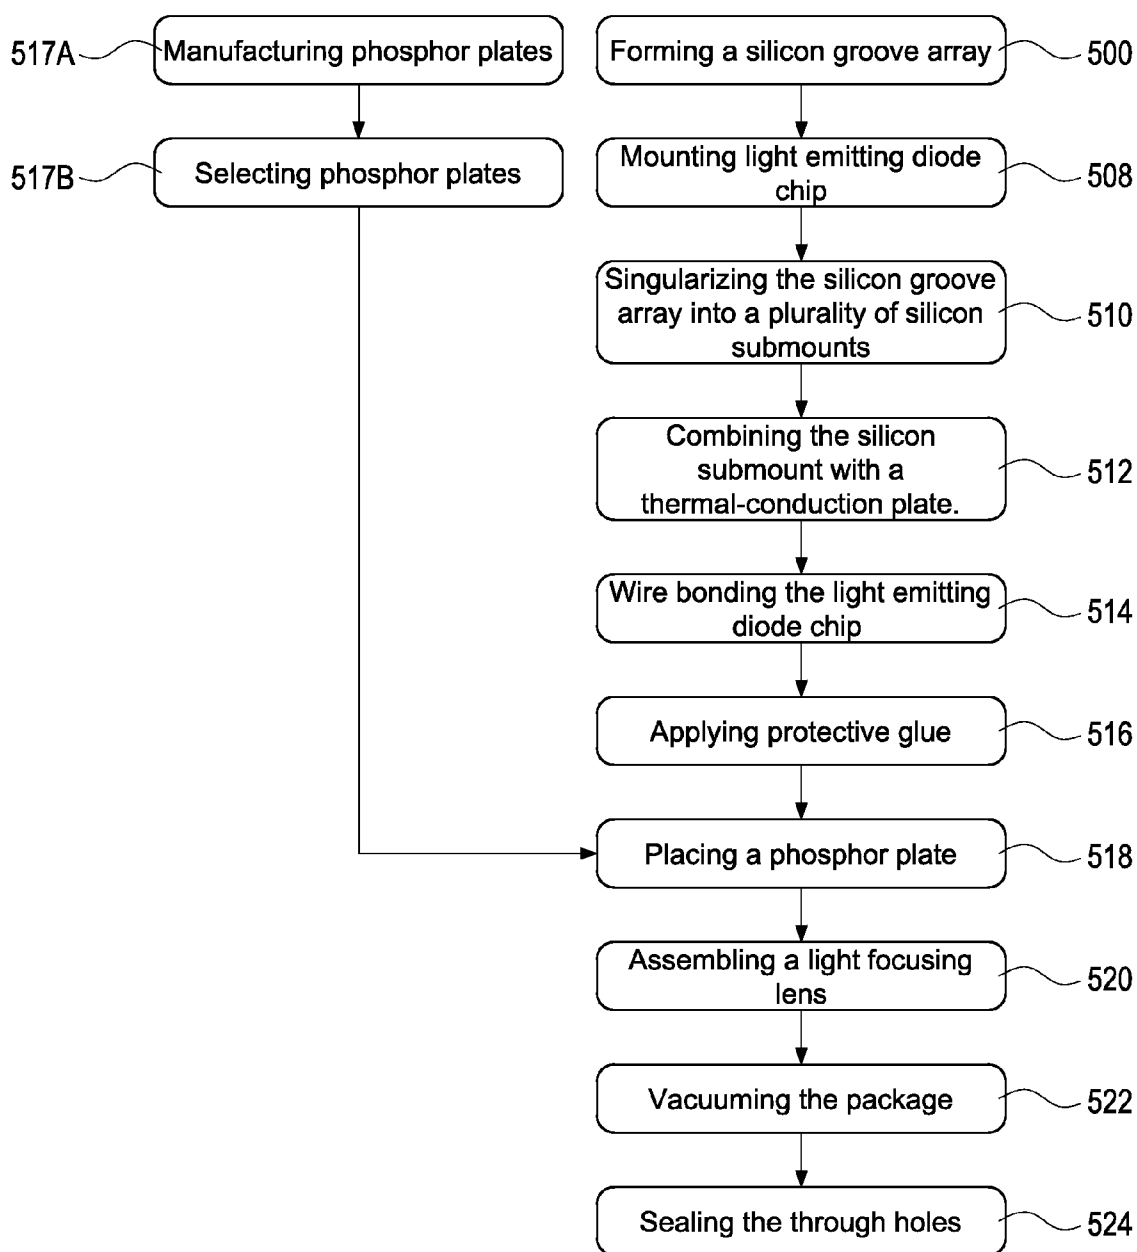 517A
Manufacturing phosphor plates
Forming a silicon groove array
500
517B
Selecting phosphor plates
Mounting light emitting diode
chip
508
Singularizing the silicon groove
array into a plurality of silicon
submounts
510
Combining the silicon
submount with a
thermal-conduction plate.
512
Wire bonding the light emitting
diode chip
514
Applying protective glue
516
Placing a phosphor plate
518
Assembling a light focusing
lens
520
Vacuuming the package
522
Sealing the through holes
524